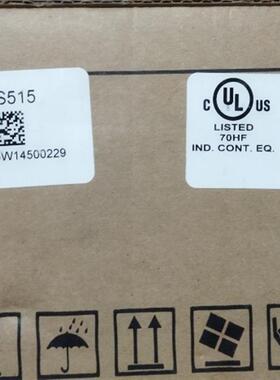 S515
W14500229
C UL US
LISTED
70HF
IND. CONT. EQ.